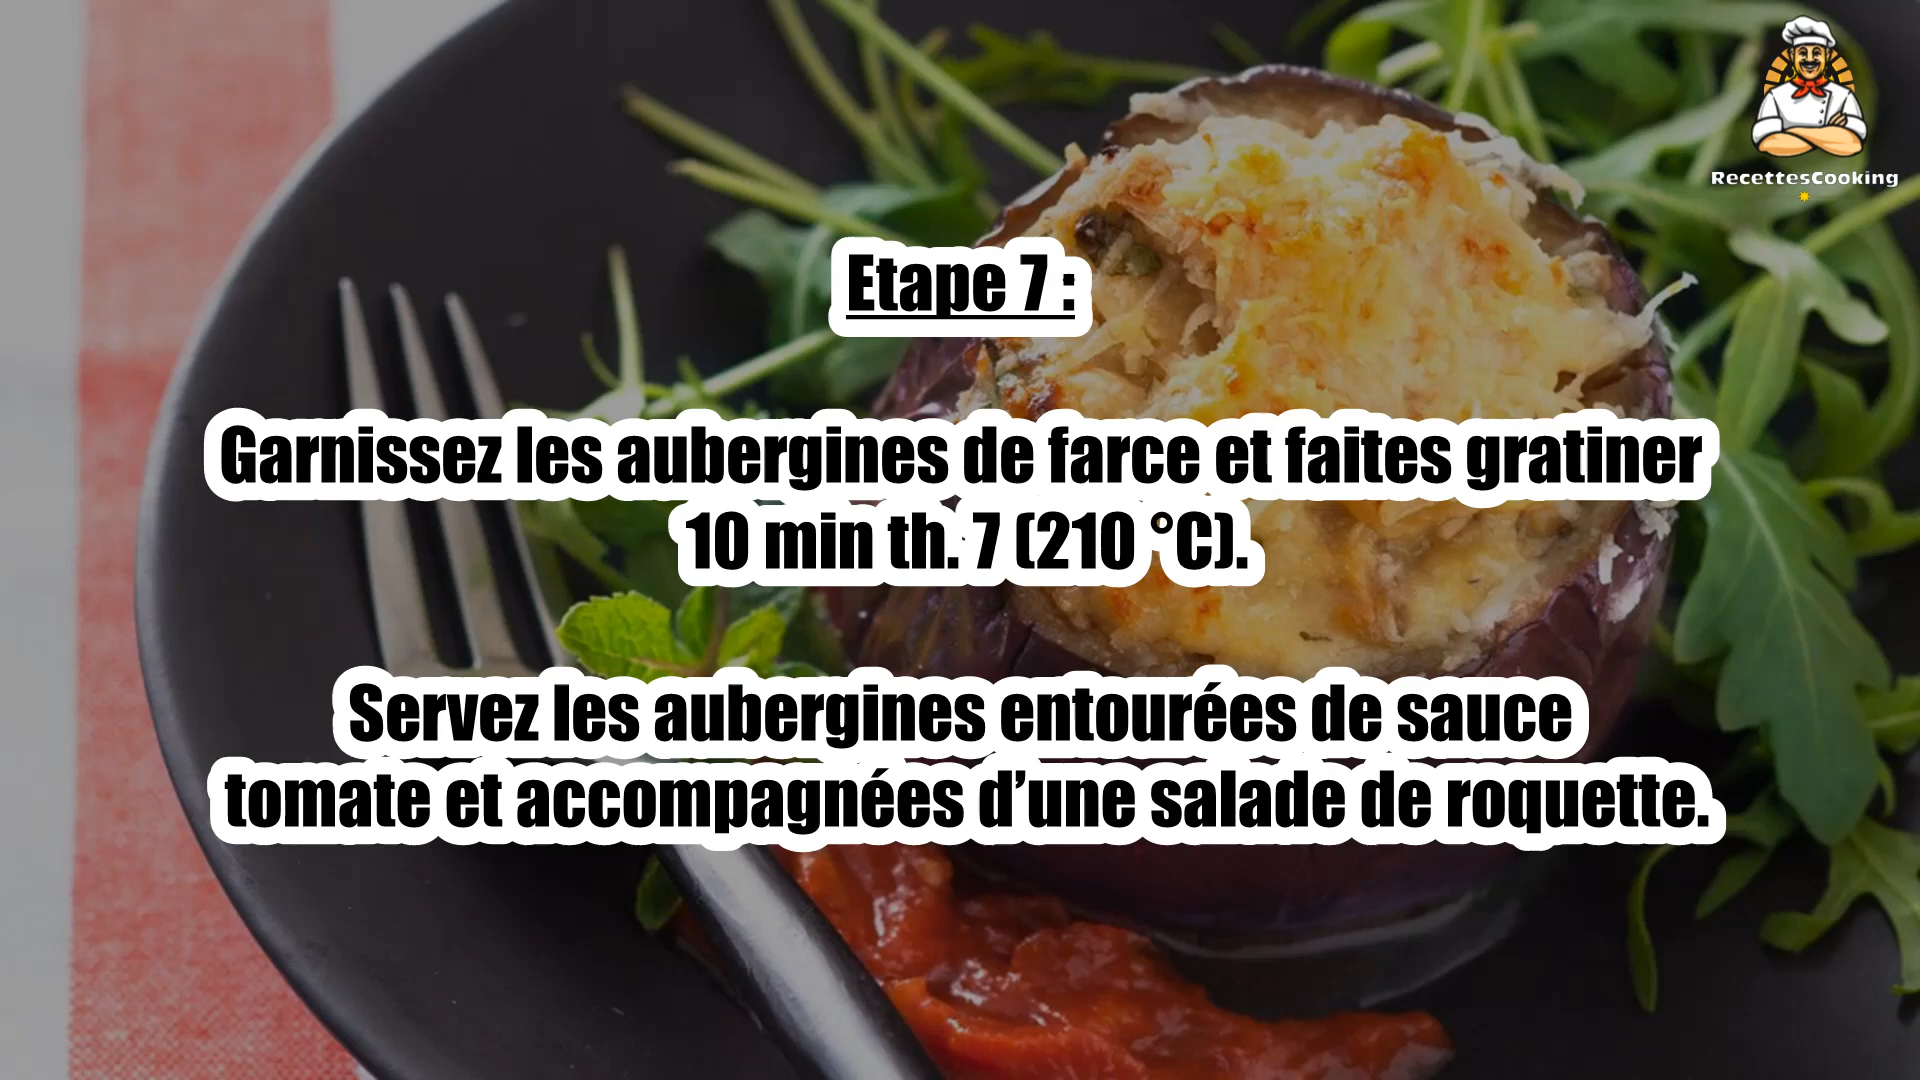 RecettesCooking
Etape 7 :
Garnissez les aubergines de farce et faites gratiner
10 min th. 7 (210 °C).
Servez les aubergines entourées de sauce
tomate et accompagnées d’une salade de roquette.